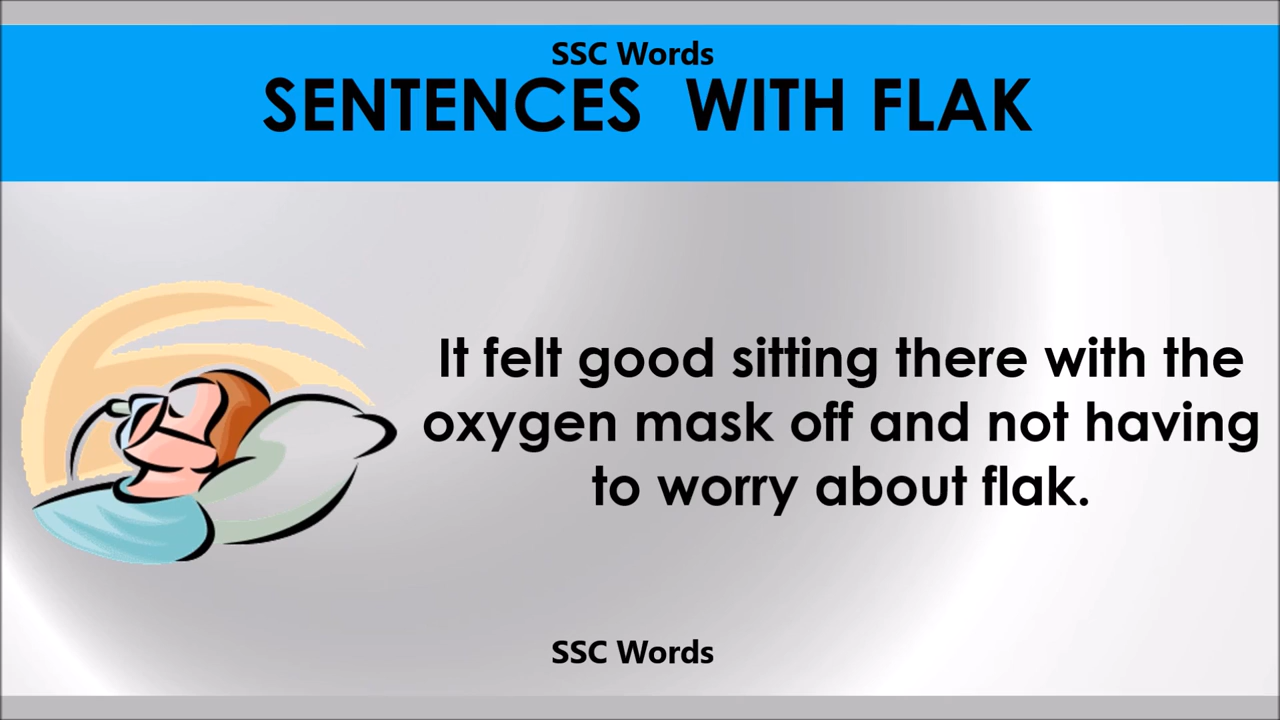 SSC Words
SENTENCES WITH FLAK
It felt good sitting there with the
oxygen mask off and not having
to worry about flak.
SSC Words